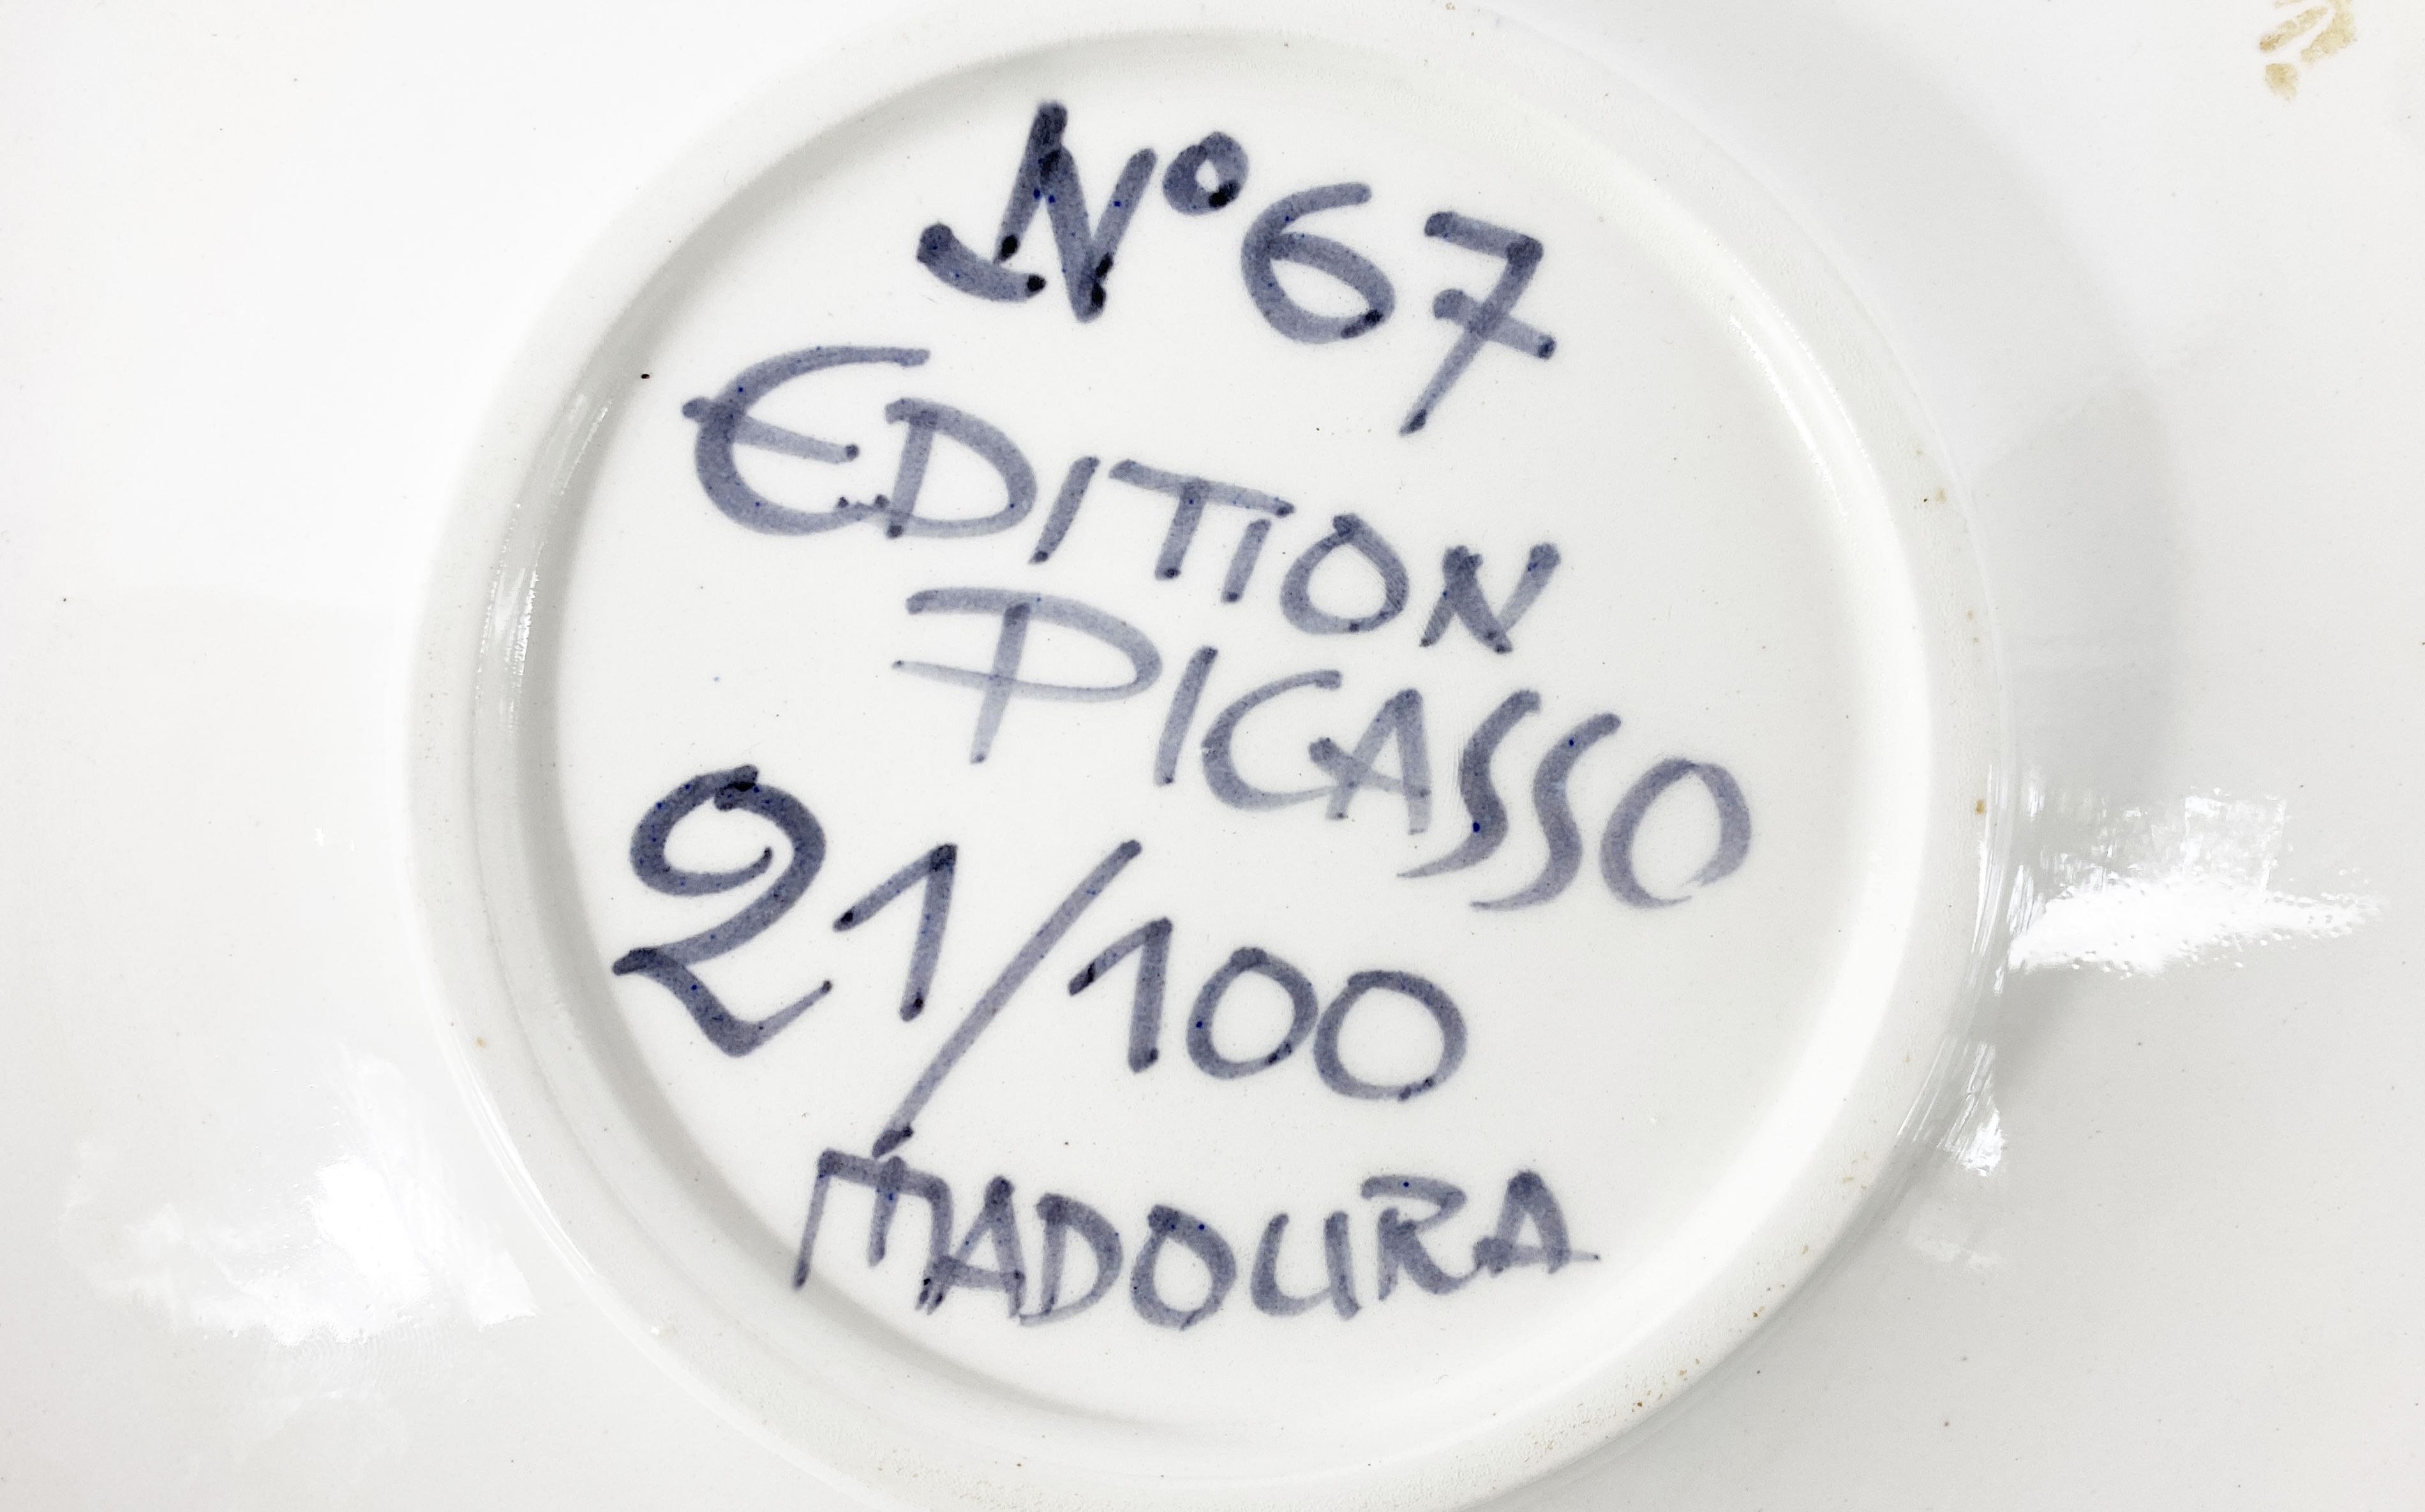 N° 67
EDITION
PICASSO
21/100
MADOURA